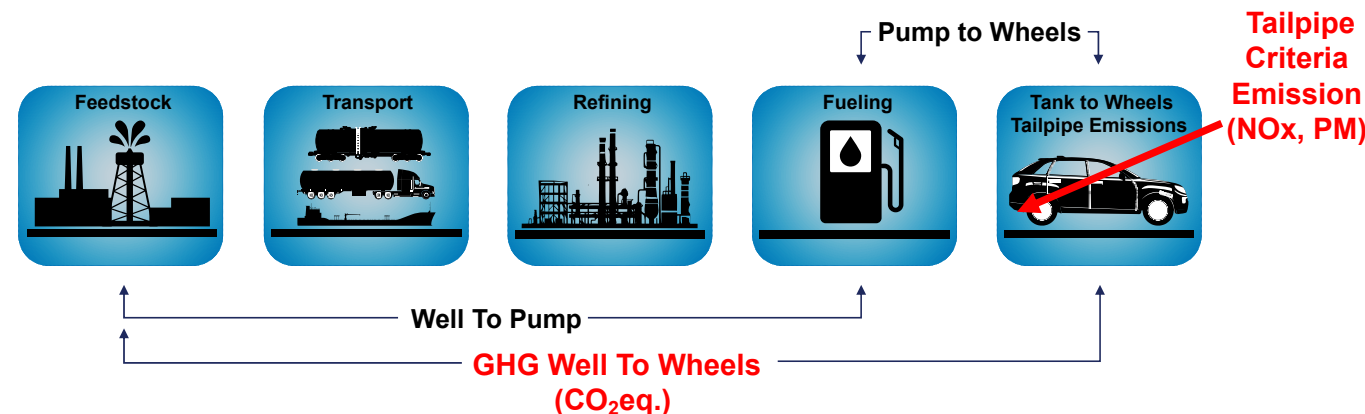 Pump to Wheels
Tailpipe
Criteria
Emission
(NOx, PM)
Feedstock
Transport
Refining
Fueling
Tank to Wheels
Tailpipe Emissions
Well To Pump
GHG Well To Wheels
(CO₂eq.)